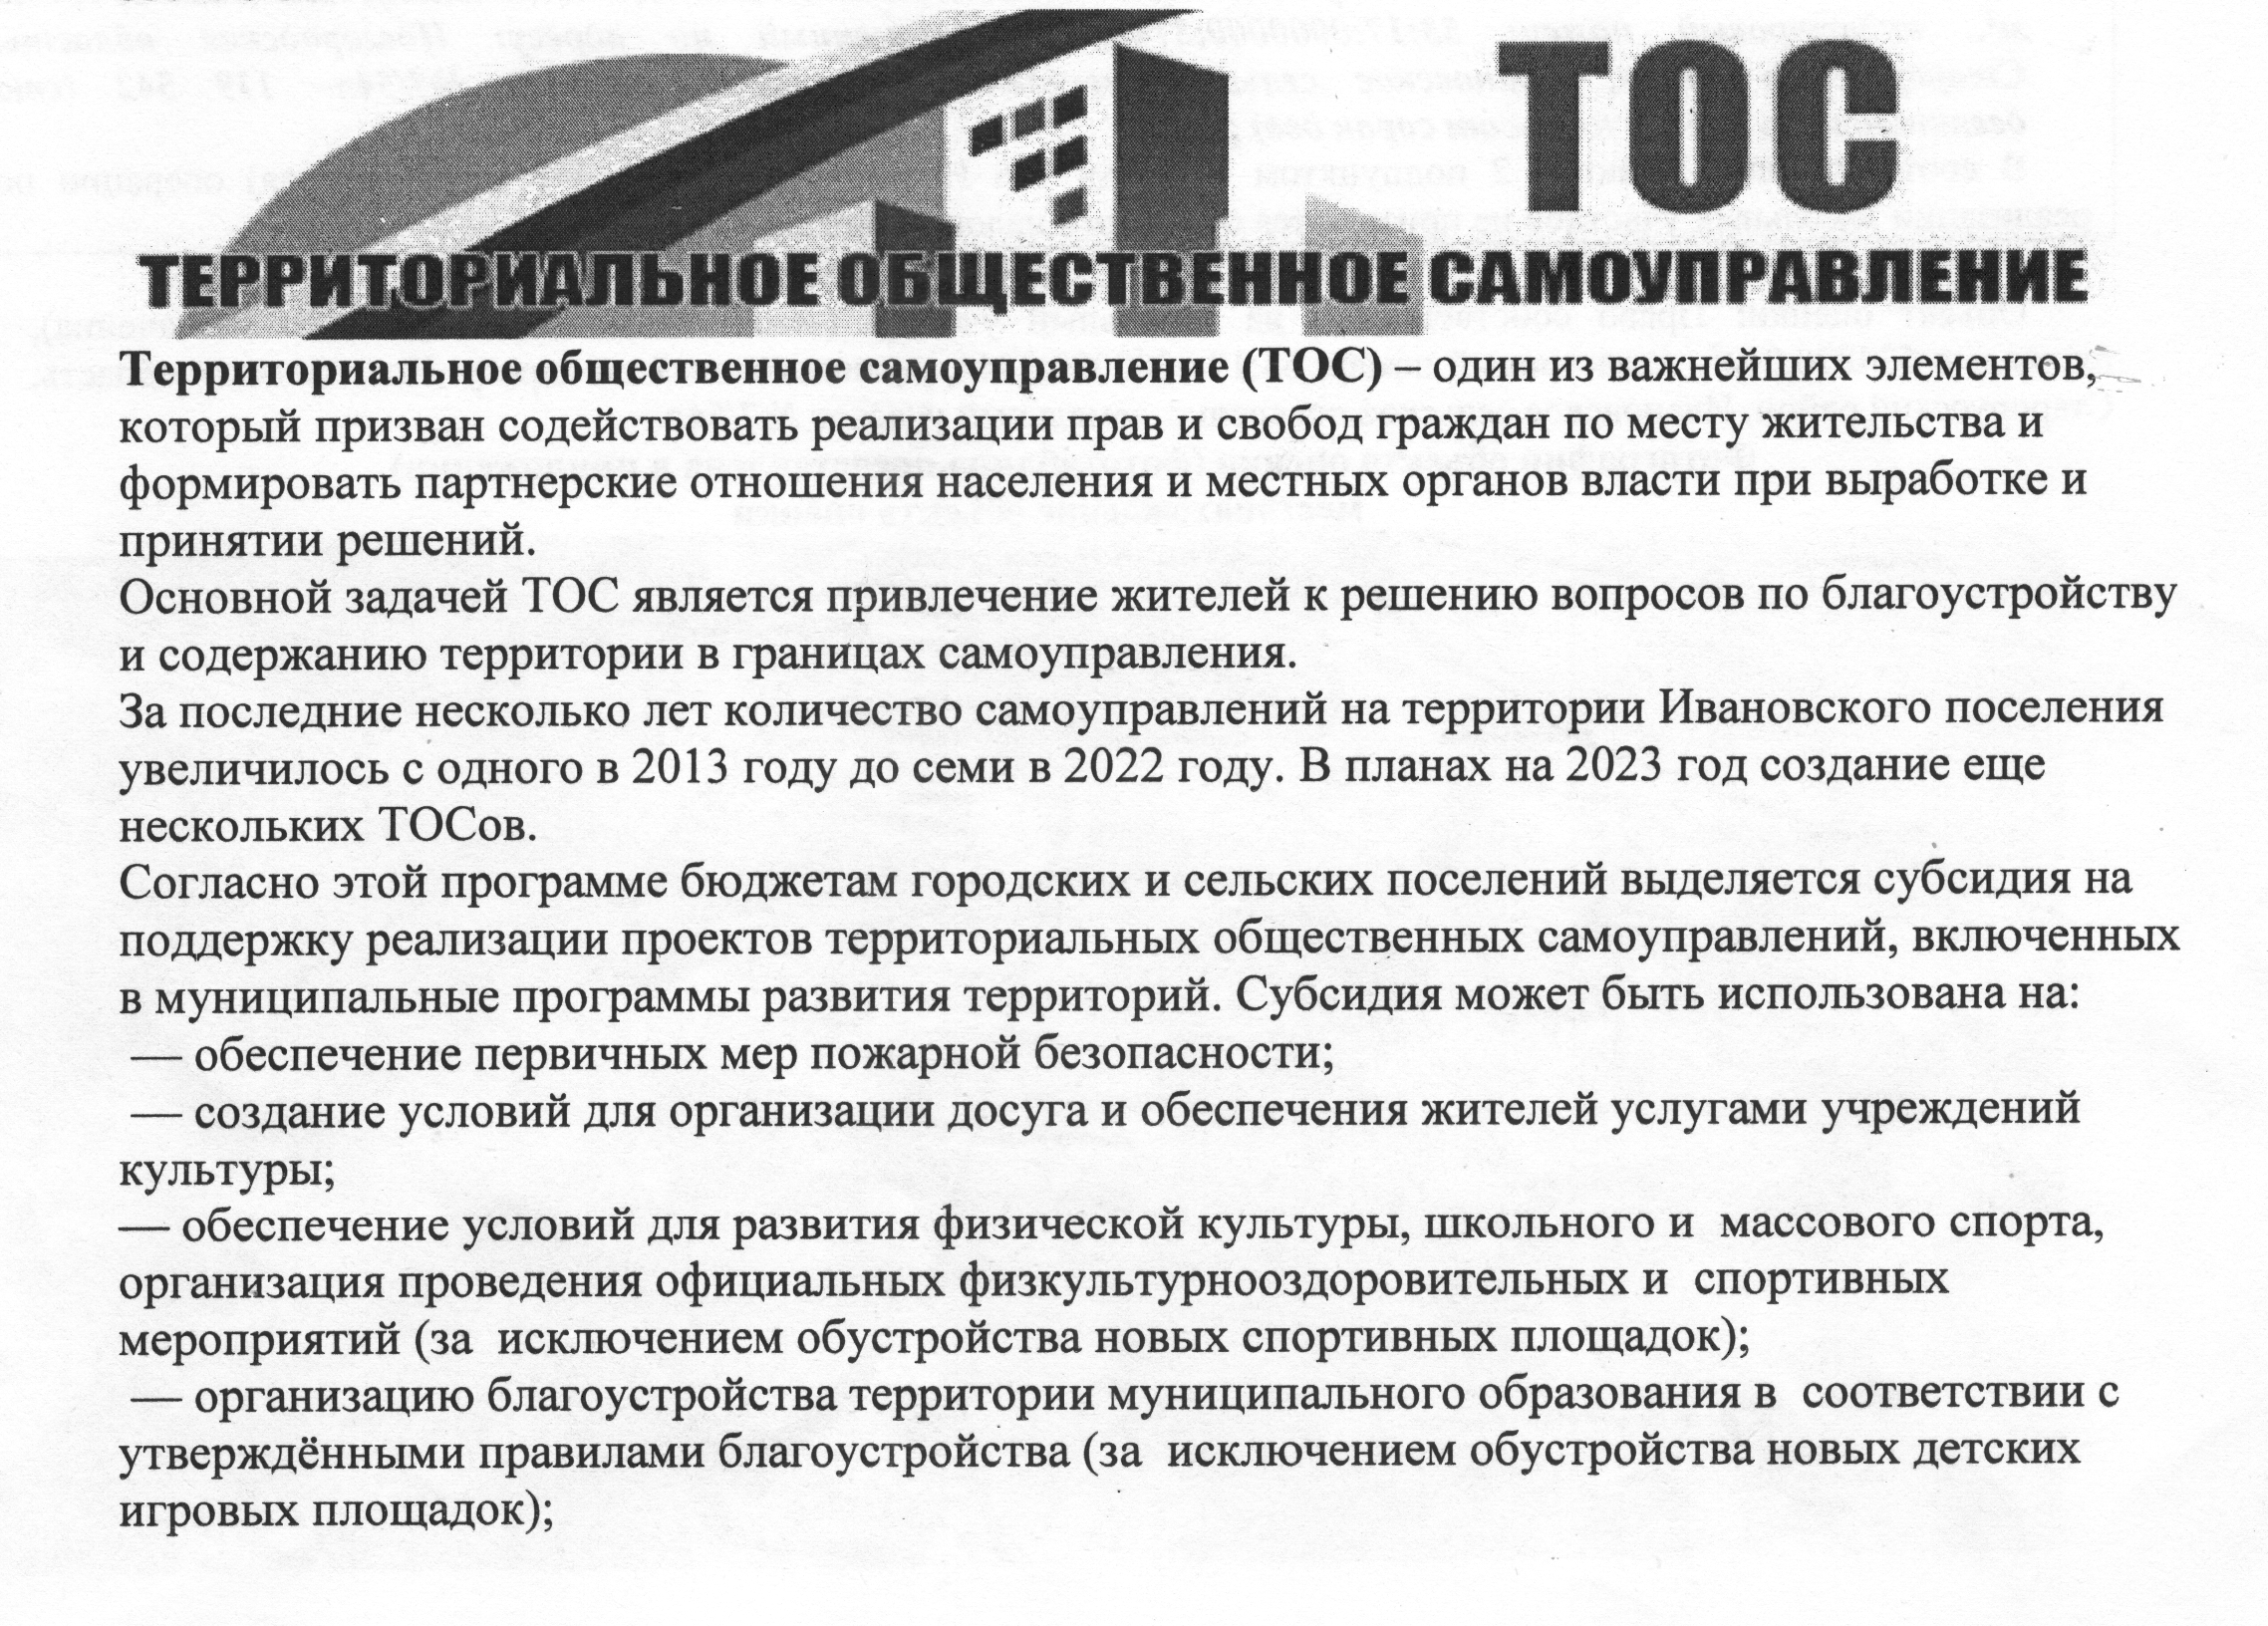 ТОС
ТЕРРИТОРИАЛЬНОЕ ОБЩЕСТВЕННОЕ САМОУПРАВЛЕНИЕ
Территориальное общественное самоуправление (ТОС) – один из важнейших элементов,
который призван содействовать реализации прав и свобод граждан по месту жительства и
формировать партнерские отношения населения и местных органов власти при выработке и
принятии решений.
Основной задачей ТОС является привлечение жителей к решению вопросов по благоустройству
и содержанию территории в границах самоуправления.
За последние несколько лет количество самоуправлений на территории Ивановского поселения
увеличилось с одного в 2013 году до семи в 2022 году. В планах на 2023 год создание еще
нескольких ТОСов.
Согласно этой программе бюджетам городских и сельских поселений выделяется субсидия на
поддержку реализации проектов территориальных общественных самоуправлений, включенных
в муниципальные программы развития территорий. Субсидия может быть использована на:
— обеспечение первичных мер пожарной безопасности;
— создание условий для организации досуга и обеспечения жителей услугами учреждений
культуры;
— обеспечение условий для развития физической культуры, школьного и массового спорта,
организация проведения официальных физкультурнооздоровительных и спортивных
мероприятий (за исключением обустройства новых спортивных площадок);
— организацию благоустройства территории муниципального образования в соответствии с
утверждёнными правилами благоустройства (за исключением обустройства новых детских
игровых площадок);